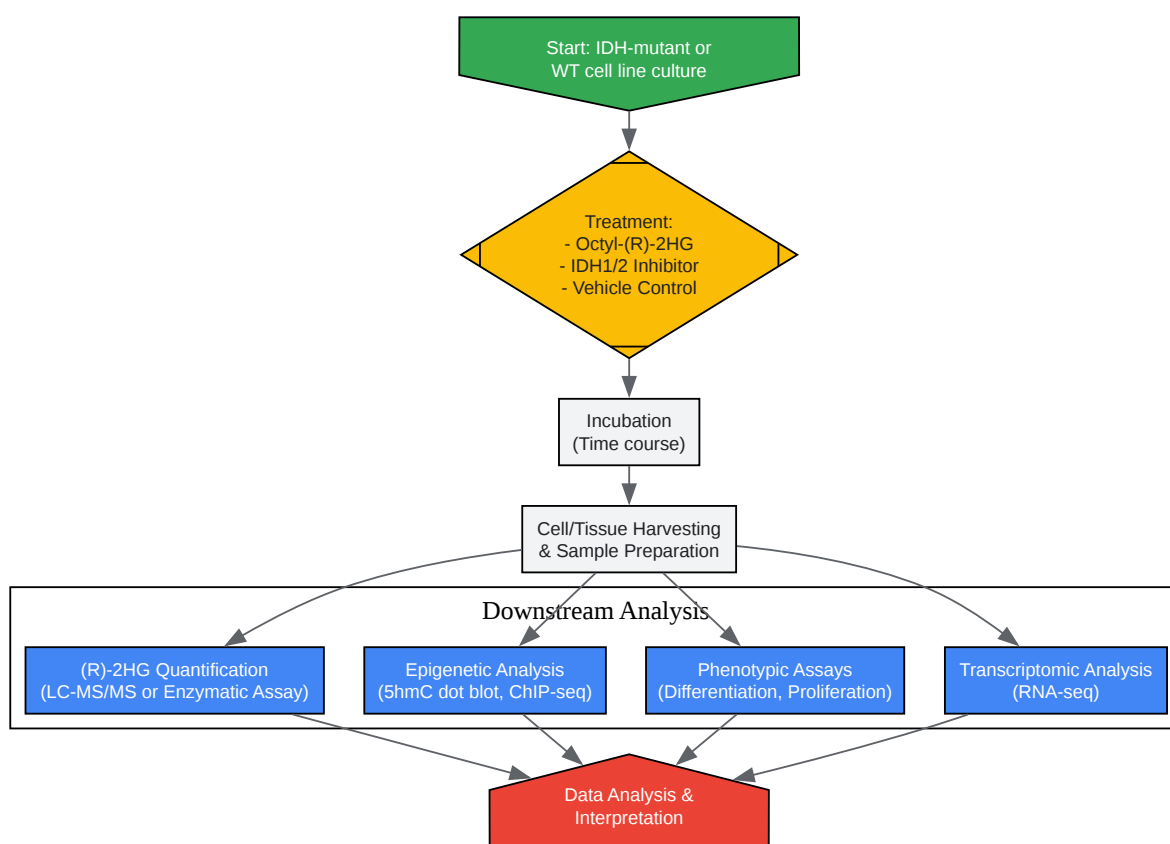 Start: IDH-mutant or
WT cell line culture
Treatment:
- Octyl-(R)-2HG
- IDH1/2 Inhibitor
- Vehicle Control
Incubation
(Time course)
Cell/Tissue Harvesting
& Sample Preparation
Downstream Analysis
(R)-2HG Quantification
(LC-MS/MS or Enzymatic Assay)
Epigenetic Analysis
(5hmC dot blot, ChIP-seq)
Phenotypic Assays
(Differentiation, Proliferation)
Transcriptomic Analysis
(RNA-seq)
Data Analysis &
Interpretation